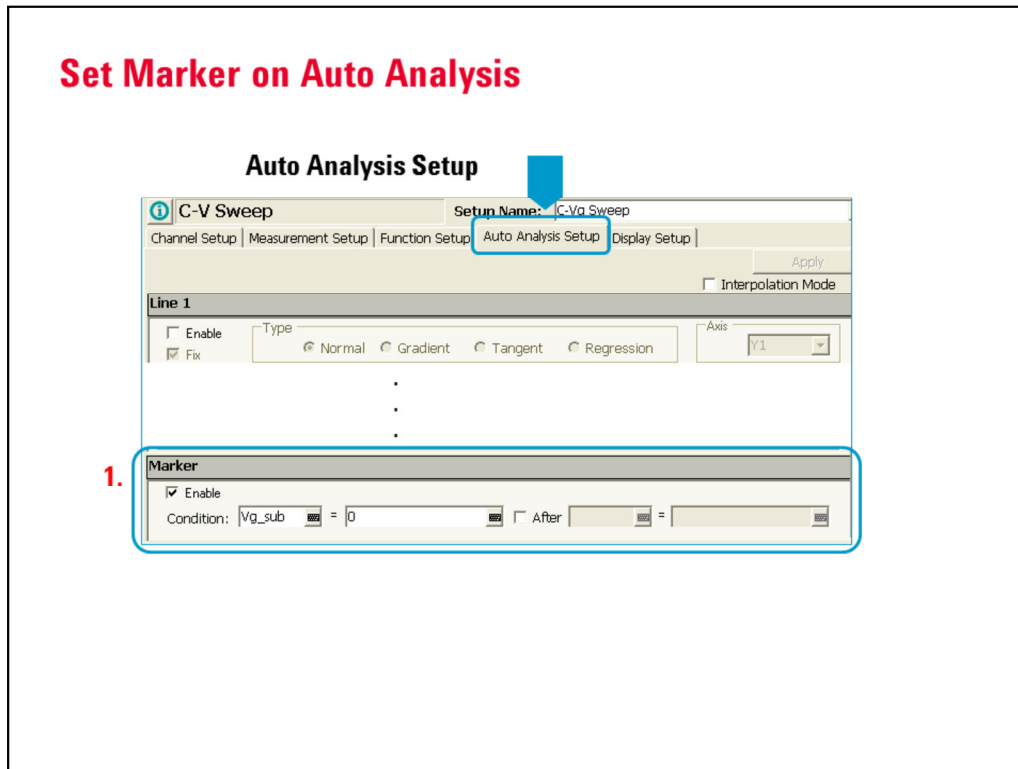 Set Marker on Auto Analysis
Auto Analysis Setup
C-V Sweep Setup Name: C-Vg Sweep
Channel Setup Measurement Setup Function Setup Auto Analysis Setup Display Setup
Apply
Interpolation Mode
Line 1
Enable Type Normal Gradient Tangent Regression Axis Y1
Fix
.
.
.
1.
Marker
Enable
Condition: Vg_sub = 0 After =